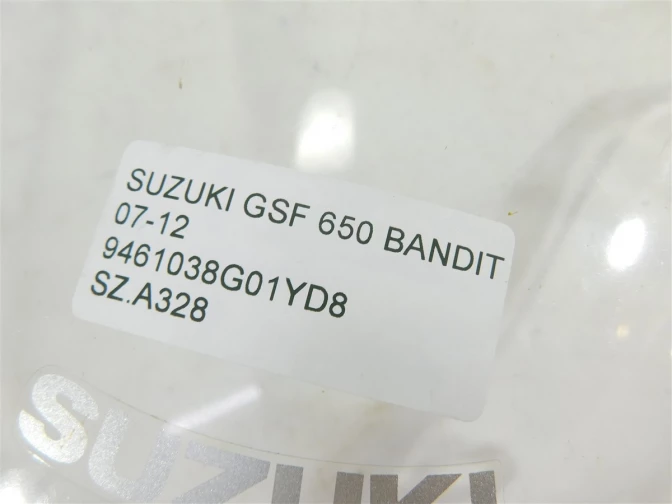 SUZUKI GSF 650 BANDIT
07-12
9461038G01YD8
SZ.A328
SUZUKI